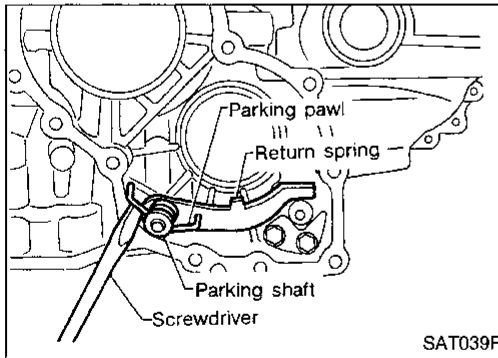 Parking pawl
Return spring
Parking shaft
Screwdriver
SAT039F